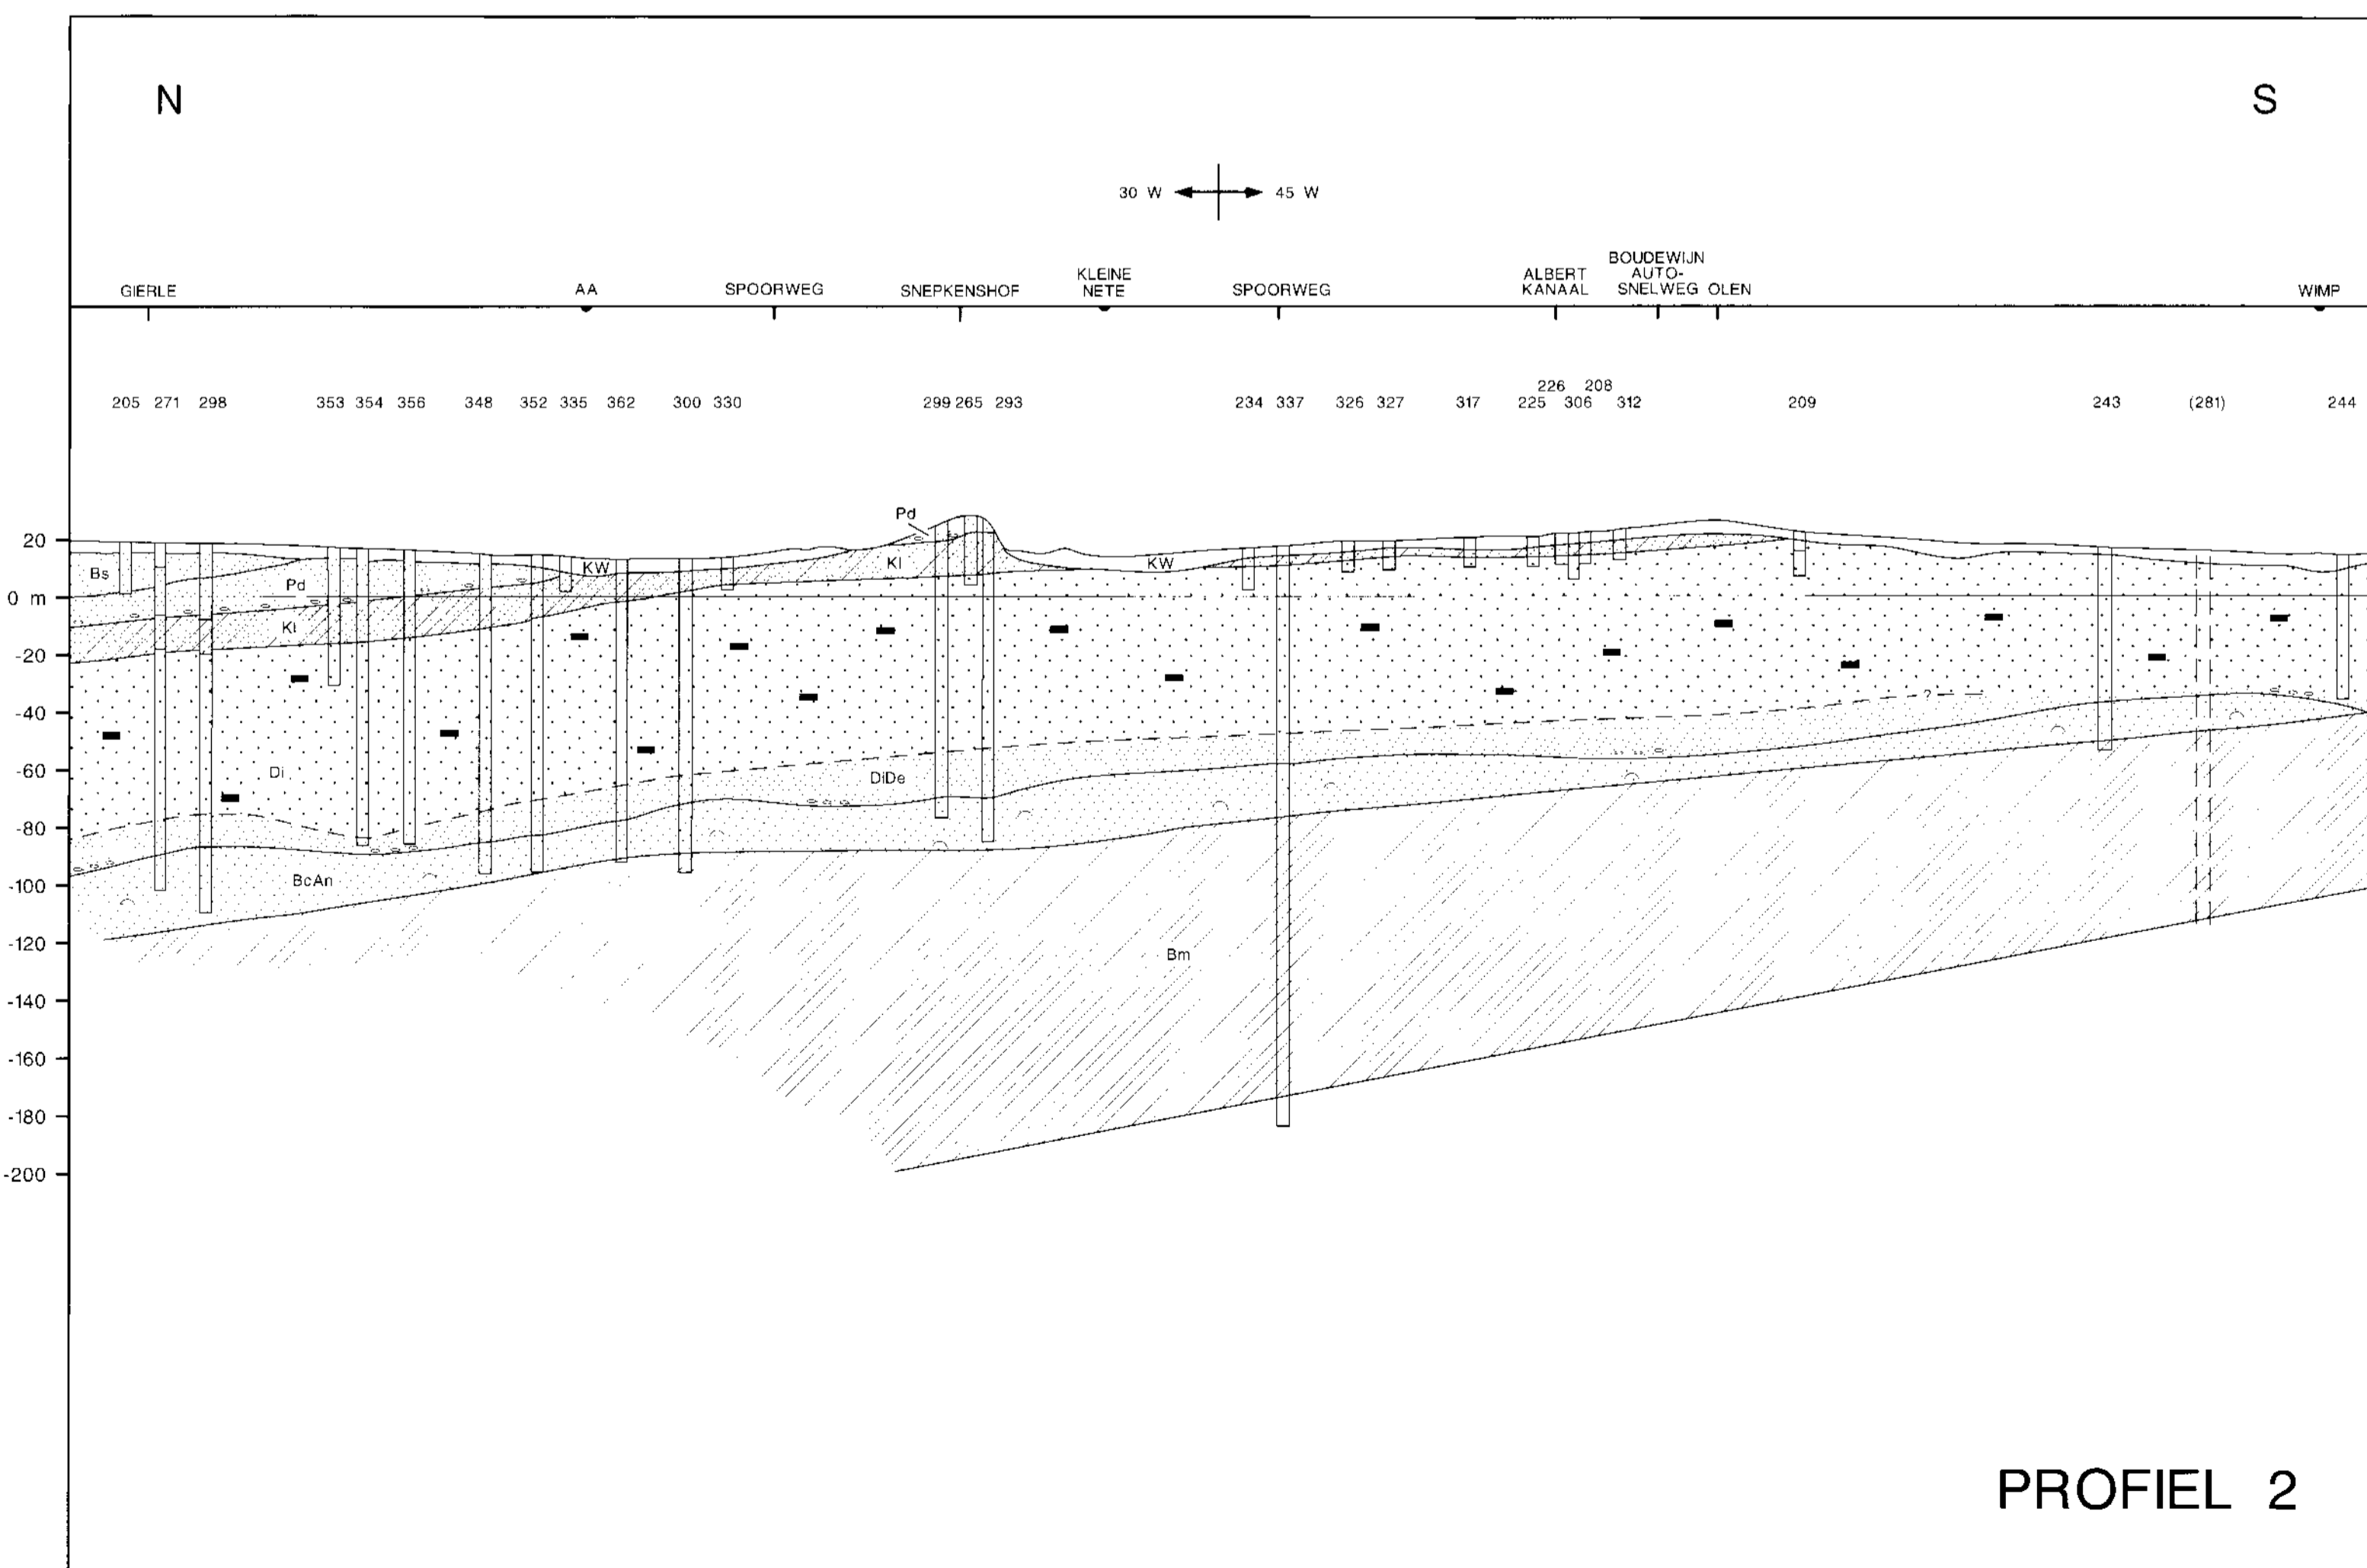 N
S
30 W
45 W
GIERLE
AA
SPOORWEG
SNEPKENSHOF
KLEINE
NETE
SPOORWEG
ALBERT
KANAAL
BOUDEWIJN
AUTO-
SNELWEG
OLEN
WIMP
205 271 298 353 354 356 348 352 335 362 300 330 299 265 293 234 337 326 327 317 225 226 306 208 312 209 243 (281) 244
20
0 m
-20
-40
-60
-80
-100
-120
-140
-160
-180
-200
Pd
Bs
Pd
Kl
KW
Kl
KW
Di
DiDe
?
BcAn
Bm
PROFIEL 2